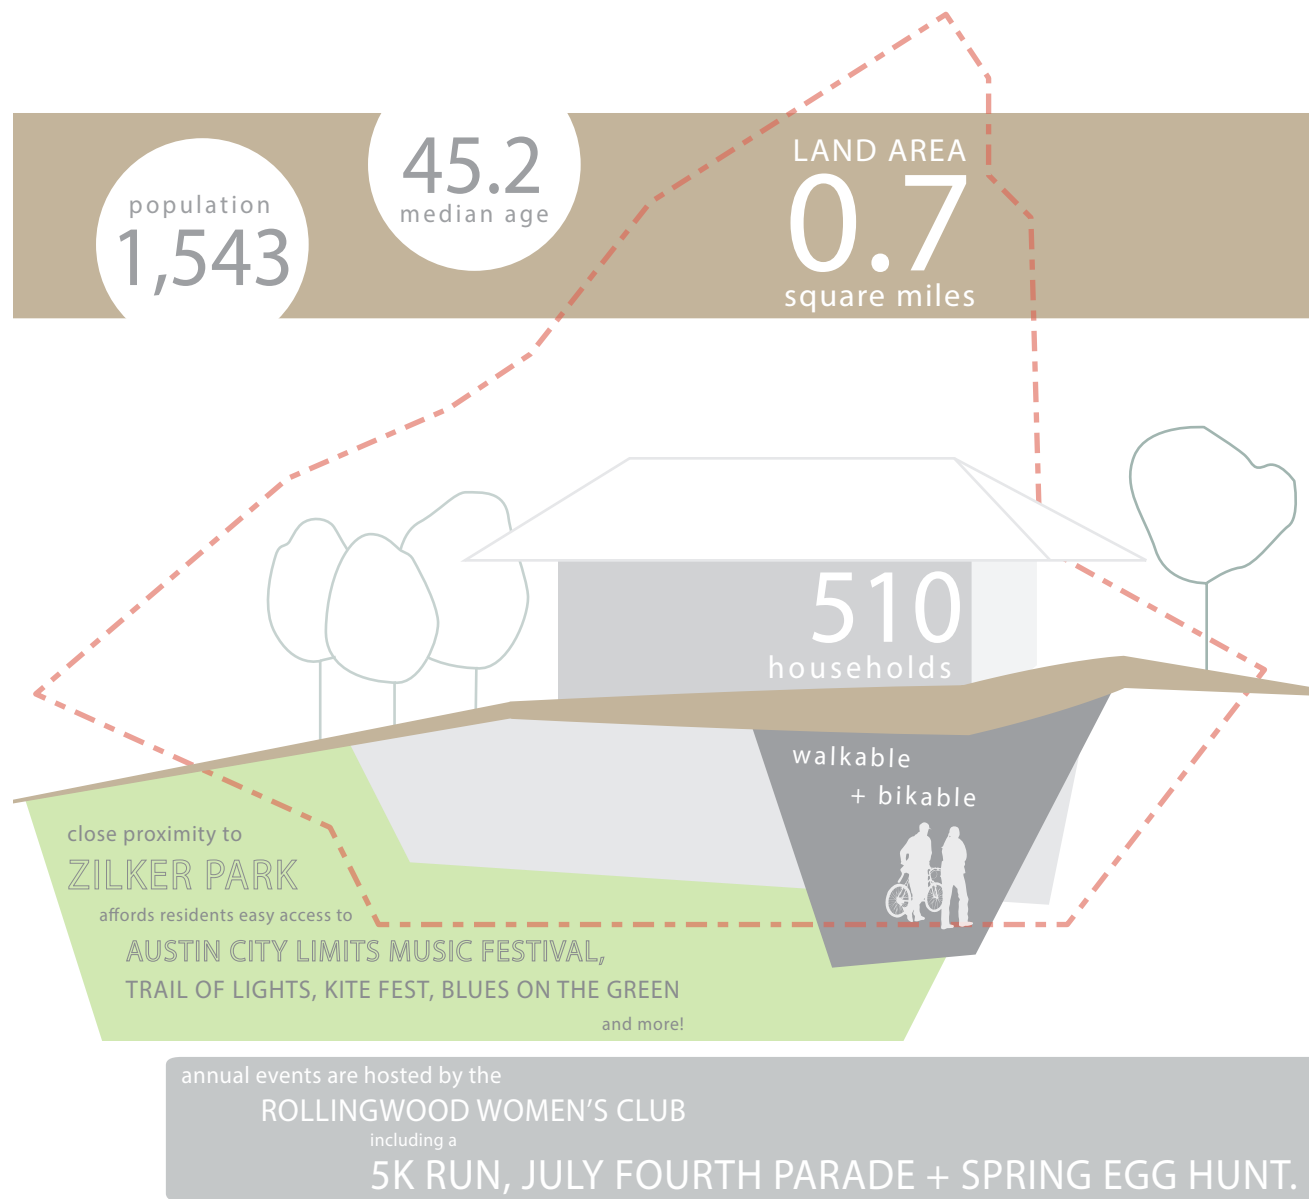 population
1,543
45.2
median age
LAND AREA
0.7
square miles
510
households
walkable
+ bikable
close proximity to
ZILKER PARK
affords residents easy access to
AUSTIN CITY LIMITS MUSIC FESTIVAL,
TRAIL OF LIGHTS, KITE FEST, BLUES ON THE GREEN
and more!
annual events are hosted by the
ROLLINGWOOD WOMEN’S CLUB
including a
5K RUN, JULY FOURTH PARADE + SPRING EGG HUNT.